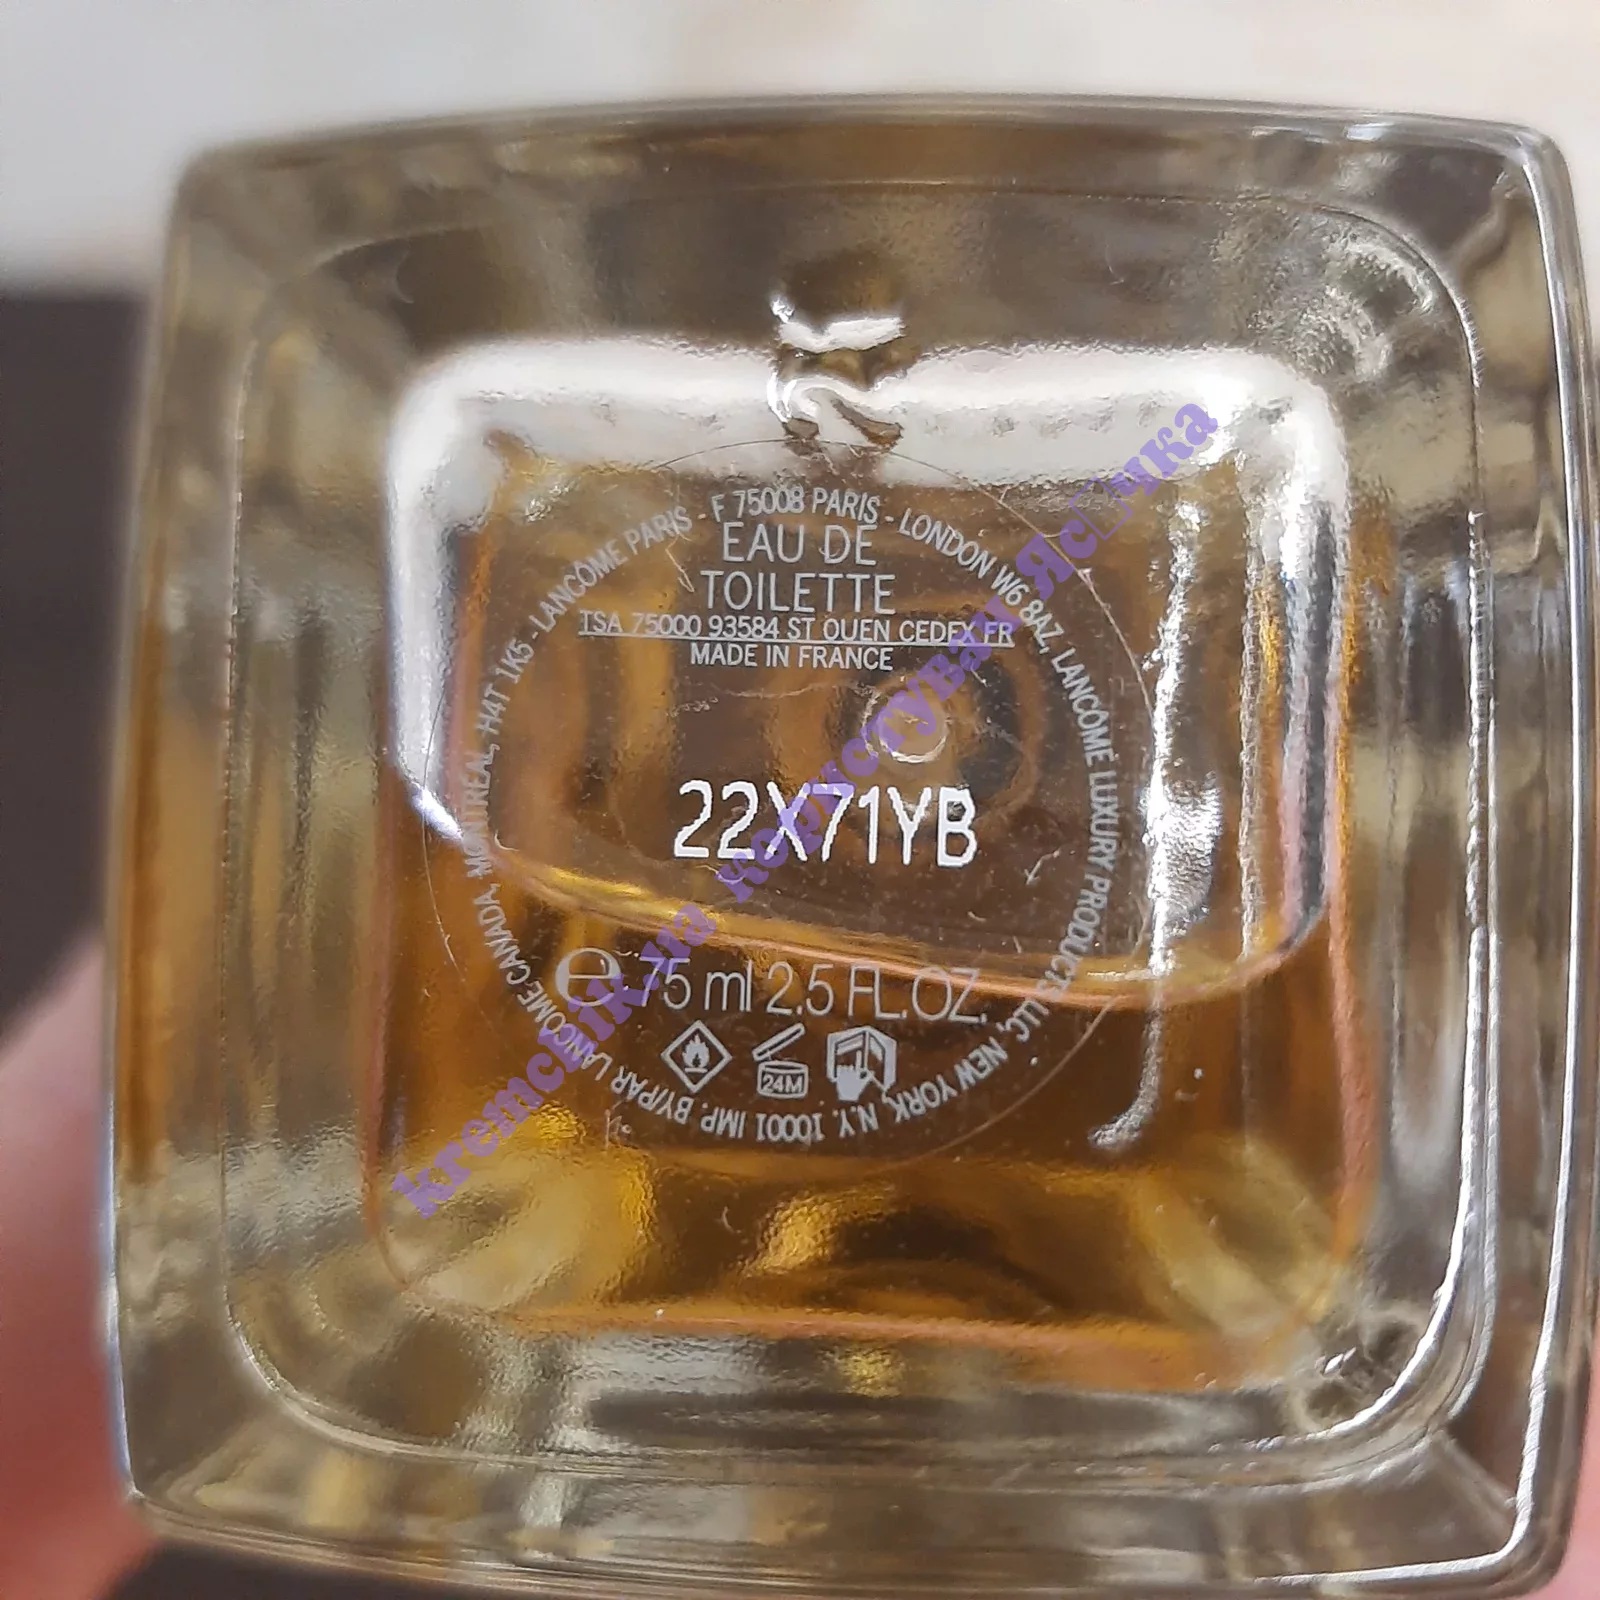 LANCÔME PARIS - F 75008 PARIS - LONDON W6 8AZ, LANCÔME LUXURY PRODUCTS LLC, NEW YORK, N.Y. 10001 IMP. BY/PAR LANCOME CANADA, MONTREAL, H4T 1K5 -
EAU DE
TOILETTE
TSA 75000 93584 ST OUEN CEDEX FR
MADE IN FRANCE
22X71YB
e 75 ml 2.5 FL.OZ.
24M
kremchik.ua користувач